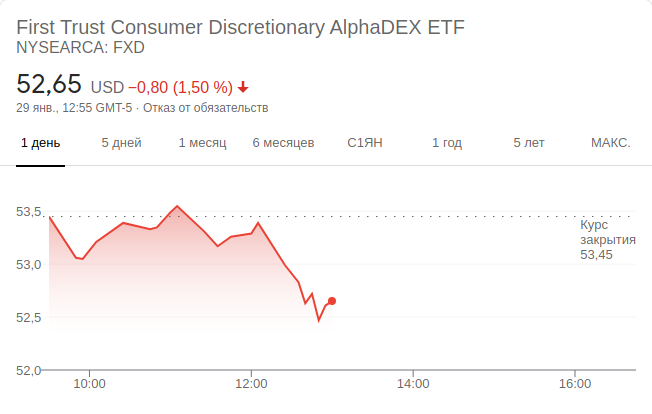 First Trust Consumer Discretionary AlphaDEX ETF
NYSEARCA: FXD
52,65 USD −0,80 (1,50 %)
29 янв., 12:55 GMT-5 · Отказ от обязательств
1 день 5 дней 1 месяц 6 месяцев С1ЯН 1 год 5 лет МАКС.
53,5
Курс
закрытия
53,45
53,0
52,5
52,0
10:00 12:00 14:00 16:00